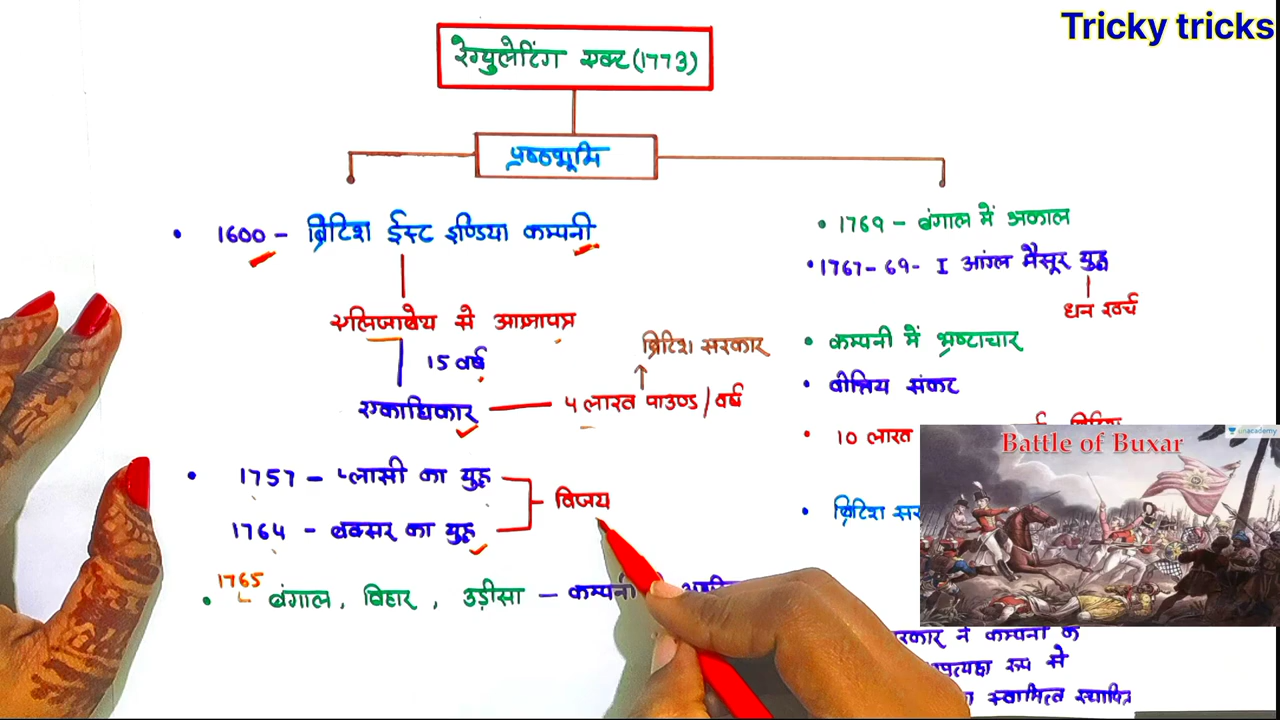 Tricky tricks
रेग्युलेटिंग एक्ट (1773)
प्रष्ठभूमि
• 1600 - ब्रिटिश ईस्ट इण्डिया कम्पनी
एलिजाबेथ से आज्ञापत्र
15 वर्ष
एकाधिकार — 4 लाख पाउण्ड / वर्ष
ब्रिटिश सरकार
• 1757 - प्लासी का युद्ध
1764 - बक्सर का युद्ध
विजय
1765
• बंगाल, बिहार, उड़ीसा - कम्पनी
• 1769 - बंगाल में अकाल
• 1767-69- I आंग्ल मैसूर युद्ध
धन खर्च
• कम्पनी में भ्रष्टाचार
• वीत्तिय संकट
• 10 लाख
unacademy
Battle of Buxar
• ब्रिटिश
ने कम्पनी के
रूप से
स्वामित्व